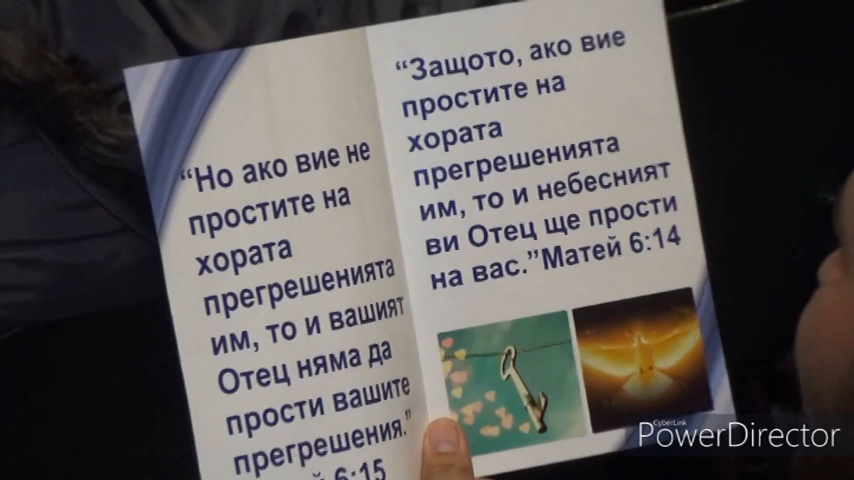 “Но ако вие не
простите на
хората
прегрешенията
им, то и вашият
Отец няма да
прости вашите
прегрешения.”
6:15
“Защото, ако вие
простите на
хората
прегрешенията
им, то и небесният
ви Отец ще прости
на вас.”Матей 6:14
CyberLink
PowerDirector